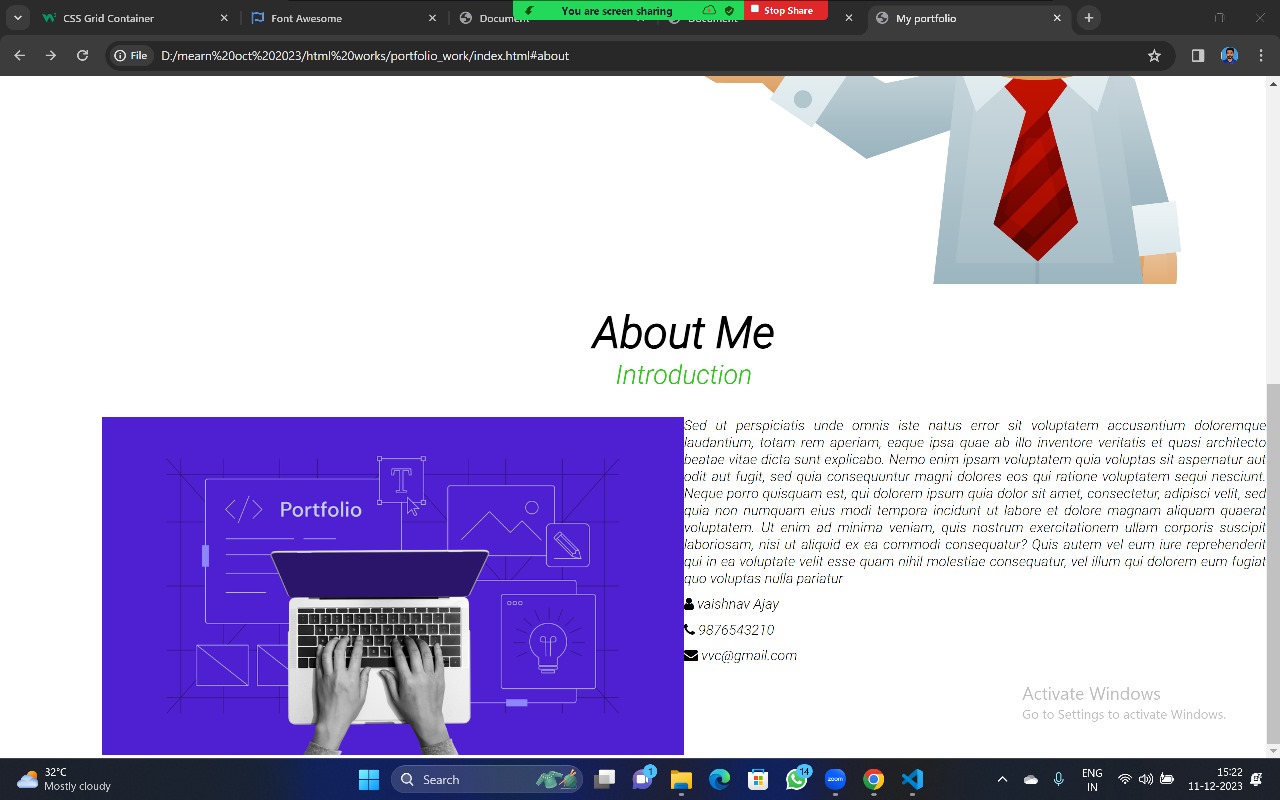 CSS Grid Container
Font Awesome
Document
You are screen sharing
Stop Share
Document
My portfolio
File
D:/mearn%20oct%202023/html%20works/portfolio_work/index.html#about
About Me
Introduction
</> Portfolio
T
Sed ut perspiciatis unde omnis iste natus error sit voluptatem accusantium doloremque
laudantium, totam rem aperiam, eaque ipsa quae ab illo inventore veritatis et quasi architecto
beatae vitae dicta sunt explicabo. Nemo enim ipsam voluptatem quia voluptas sit aspernatur aut
odit aut fugit, sed quia consequuntur magni dolores eos qui ratione voluptatem sequi nesciunt.
Neque porro quisquam est, qui dolorem ipsum quia dolor sit amet, consectetur, adipisci velit, sed
quia non numquam eius modi tempora incidunt ut labore et dolore magnam aliquam quaerat
voluptatem. Ut enim ad minima veniam, quis nostrum exercitationem ullam corporis suscipit
laboriosam, nisi ut aliquid ex ea commodi consequatur? Quis autem vel eum iure reprehenderit
qui in ea voluptate velit esse quam nihil molestiae consequatur, vel illum qui dolorem eum fugiat
quo voluptas nulla pariatur
vaishnav Ajay
9876543210
vvc@gmail.com
Activate Windows
Go to Settings to activate Windows.
32°C
Mostly cloudy
Search
1
14
zoom
ENG
IN
15:22
11-12-2023